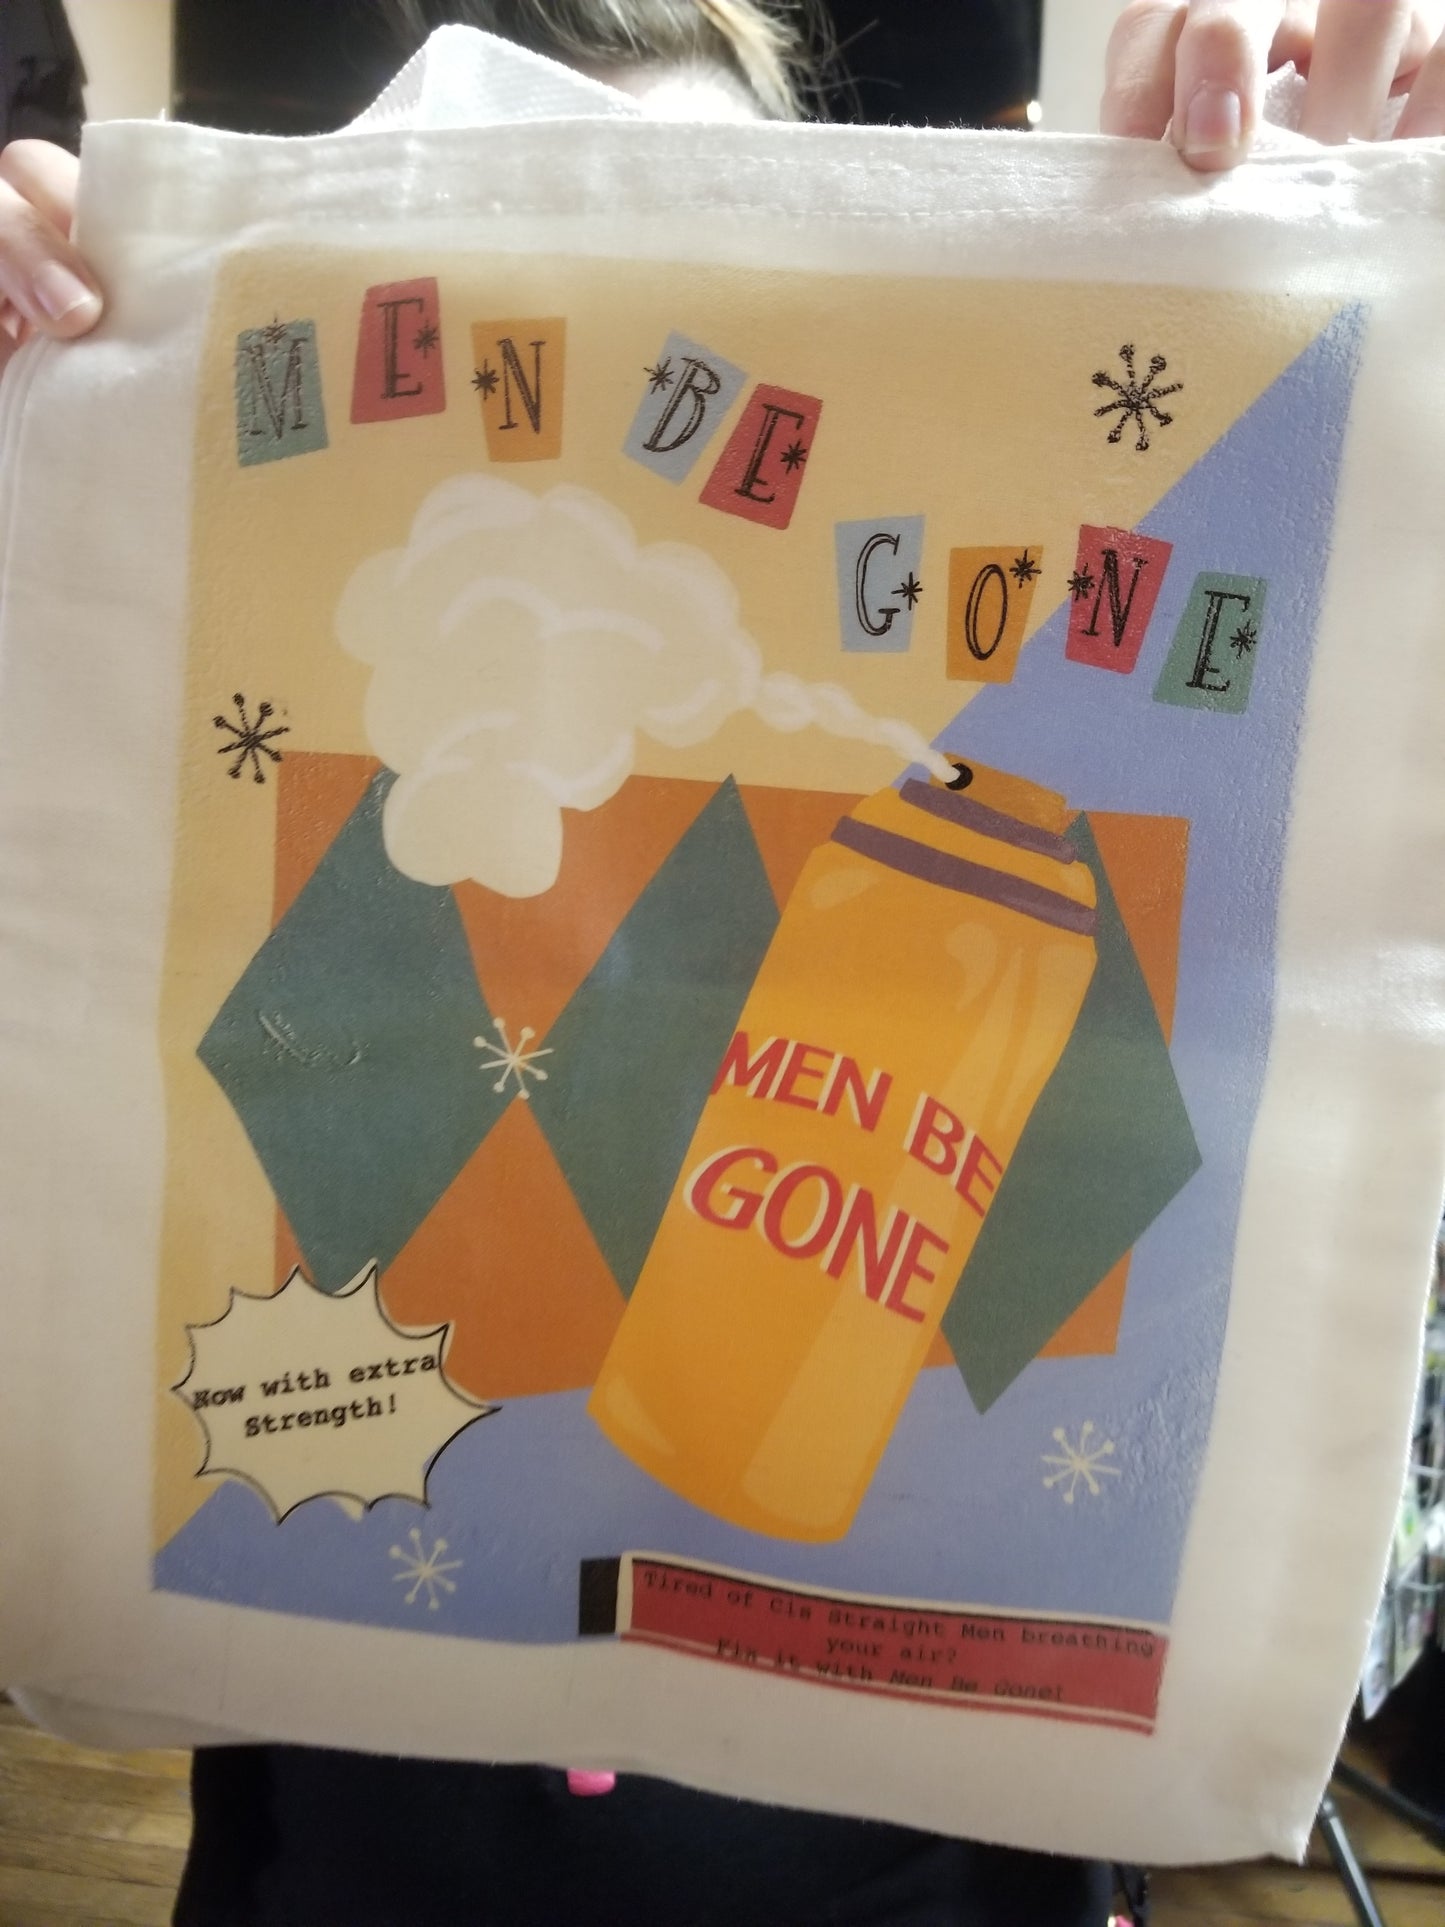 MEN BE GONE
MEN BE
GONE
Now with extra
Strength!
Tired of Cis Straight Men breathing
your air?
Fix it with Men Be Gone!